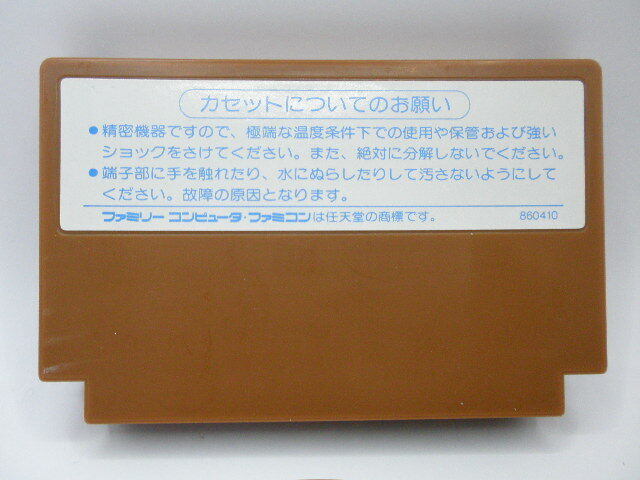 カセットについてのお願い
●精密機器ですので、極端な温度条件下での使用や保管および強い
ショックをさけてください。また、絶対に分解しないでください。
●端子部に手を触れたり、水にぬらしたりして汚さないようにして
ください。故障の原因となります。
ファミリー コンピュータ・ファミコンは任天堂の商標です。 860410